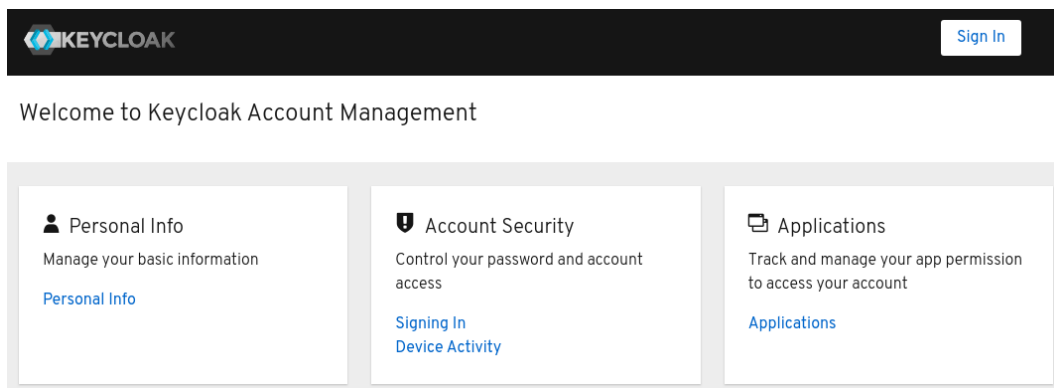 KEYCLOAK
Sign In
Welcome to Keycloak Account Management
Personal Info
Manage your basic information
Personal Info
Account Security
Control your password and account
access
Signing In
Device Activity
Applications
Track and manage your app permission
to access your account
Applications